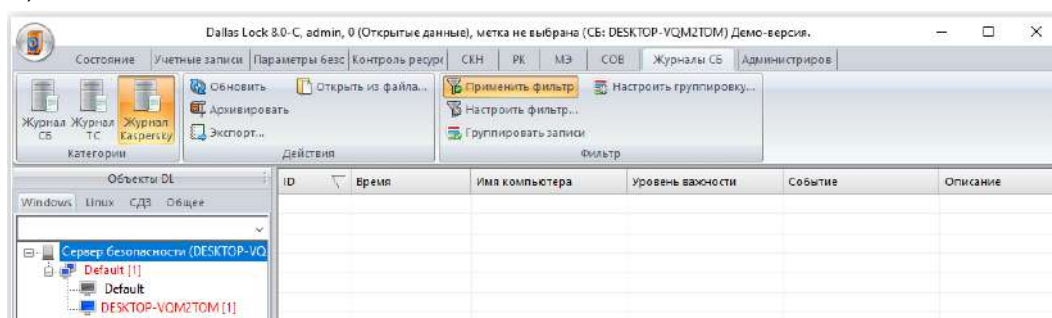 Dallas Lock 8.0-C, admin, 0 (Открытые данные), метка не выбрана (СБ: DESKTOP-VQM2TOM) Демо-версия.
Состояние Учетные записи Параметры безс Контроль ресурс СКН РК МЭ СОВ Журналы СБ Администриров
Журнал СБ Журнал ТС Журнал Kaspersky
Категории
Обновить Открыть из файла...
Архивировать
Экспорт...
Действия
Применить фильтр Настроить группировку...
Настроить фильтр...
Группировать записи
Фильтр
Объекты DL
Windows Linux СДЗ Общее
ID Время Имя компьютера Уровень важности Событие Описание
Сервер безопасности (DESKTOP-VQ
Default [1]
Default
DESKTOP-VQM2TOM [1]